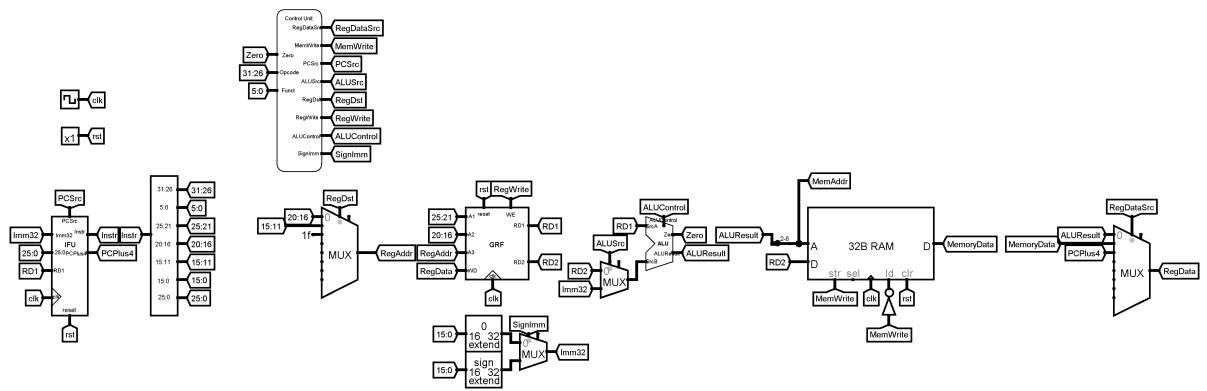 Control Unit
RegDataSrc
RegDataSrc
MemWrite
MemWrite
Zero
Zero
PCSrc
PCSrc
31:26
Opcode
ALUSrc
ALUSrc
5:0
Funct
RegDst
RegDst
RegWrite
RegWrite
ALUControl
ALUControl
SignImm
SignImm
clk
x1
rst
PCSrc
PCSrc
Imm32
Imm32
Instr
Instr
IFU
25:0
25:0
PCPlus4
PCPlus4
RD1
RD1
clk
reset
rst
Instr
31:26
31:26
5:0
5:0
25:21
25:21
20:16
20:16
15:11
15:11
15:0
15:0
25:0
25:0
RegDst
20:16
0
15:11
1f
MUX
RegAddr
rst
RegWrite
reset
WE
25:21
A1
RD1
RD1
20:16
A2
GRF
RegAddr
A3
RD2
RD2
RegData
WD
clk
15:0
0
16 32
extend
15:0
sign
16 32
extend
SignImm
0
MUX
Imm32
ALUSrc
RD2
0
Imm32
MUX
ALUControl
ALUControl
RD1
SrcA
Zero
ALU
ALUResult
SrcB
MemAddr
ALUResult
2-6
A
32B RAM
D
MemoryData
RD2
D
str
sel
ld
clr
MemWrite
clk
rst
MemWrite
RegDataSrc
ALUResult
0
MemoryData
PCPlus4
MUX
RegData